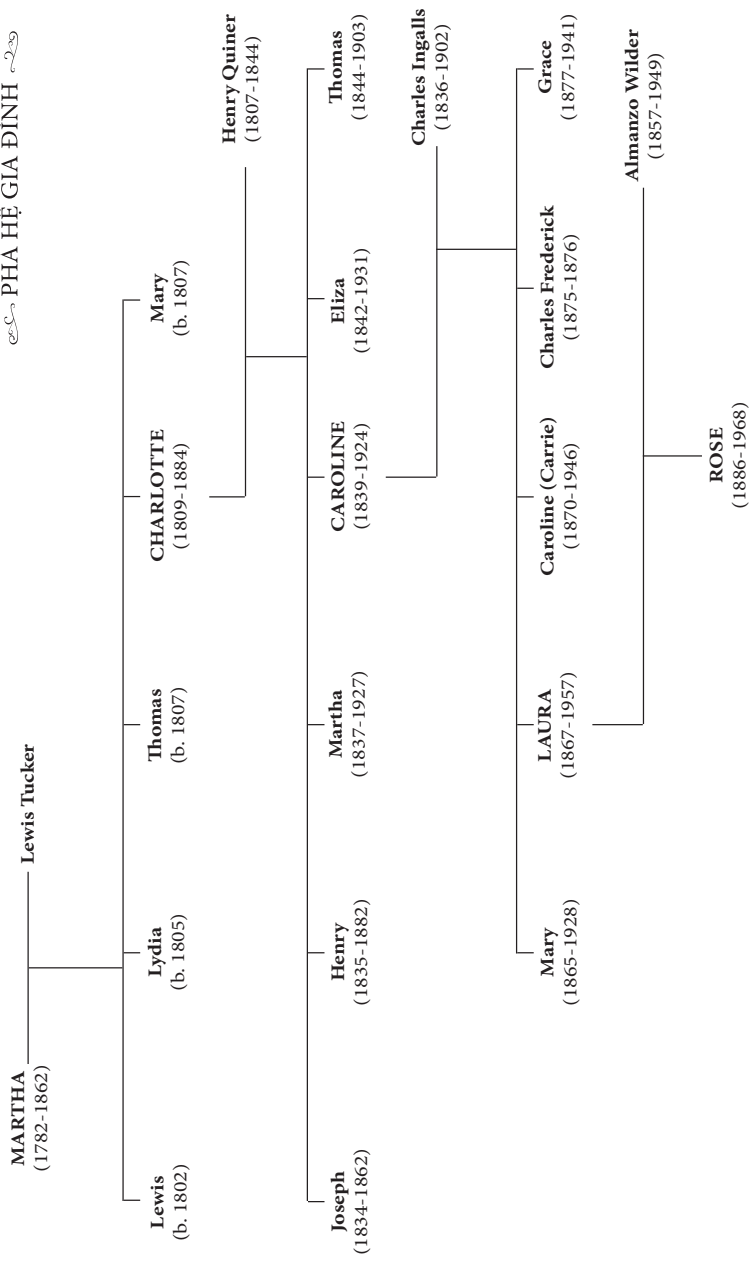 PHẢ HỆ GIA ĐÌNH
MARTHA
(1782-1862)
Lewis Tucker
Lewis
(b. 1802)
Lydia
(b. 1805)
Thomas
(b. 1807)
CHARLOTTE
(1809-1884)
Mary
(b. 1807)
Henry Quiner
(1807-1844)
Joseph
(1834-1862)
Henry
(1835-1882)
Martha
(1837-1927)
CAROLINE
(1839-1924)
Eliza
(1842-1931)
Thomas
(1844-1903)
Charles Ingalls
(1836-1902)
Mary
(1865-1928)
LAURA
(1867-1957)
Caroline (Carrie)
(1870-1946)
Charles Frederick
(1875-1876)
Grace
(1877-1941)
Almanzo Wilder
(1857-1949)
ROSE
(1886-1968)